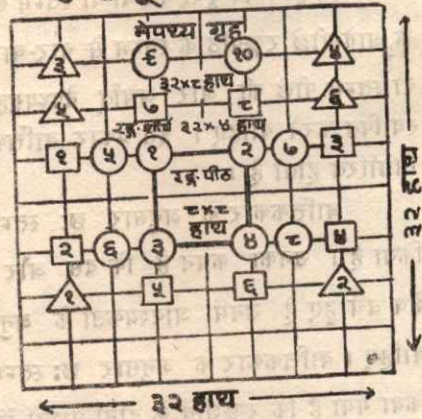 नेपथ्य गृह
३ ९ १० ४
३२×८ हाथ
५ ७ ८ ६
रङ्ग-शीर्ष ३२×४ हाथ
१ ५ १ २ ७ ३
रङ्ग-पीठ
८×८
हाथ
२ ६ ३ ४ ८ ४
१ ५ ६ २
३२ हाथ
३२ हाथ